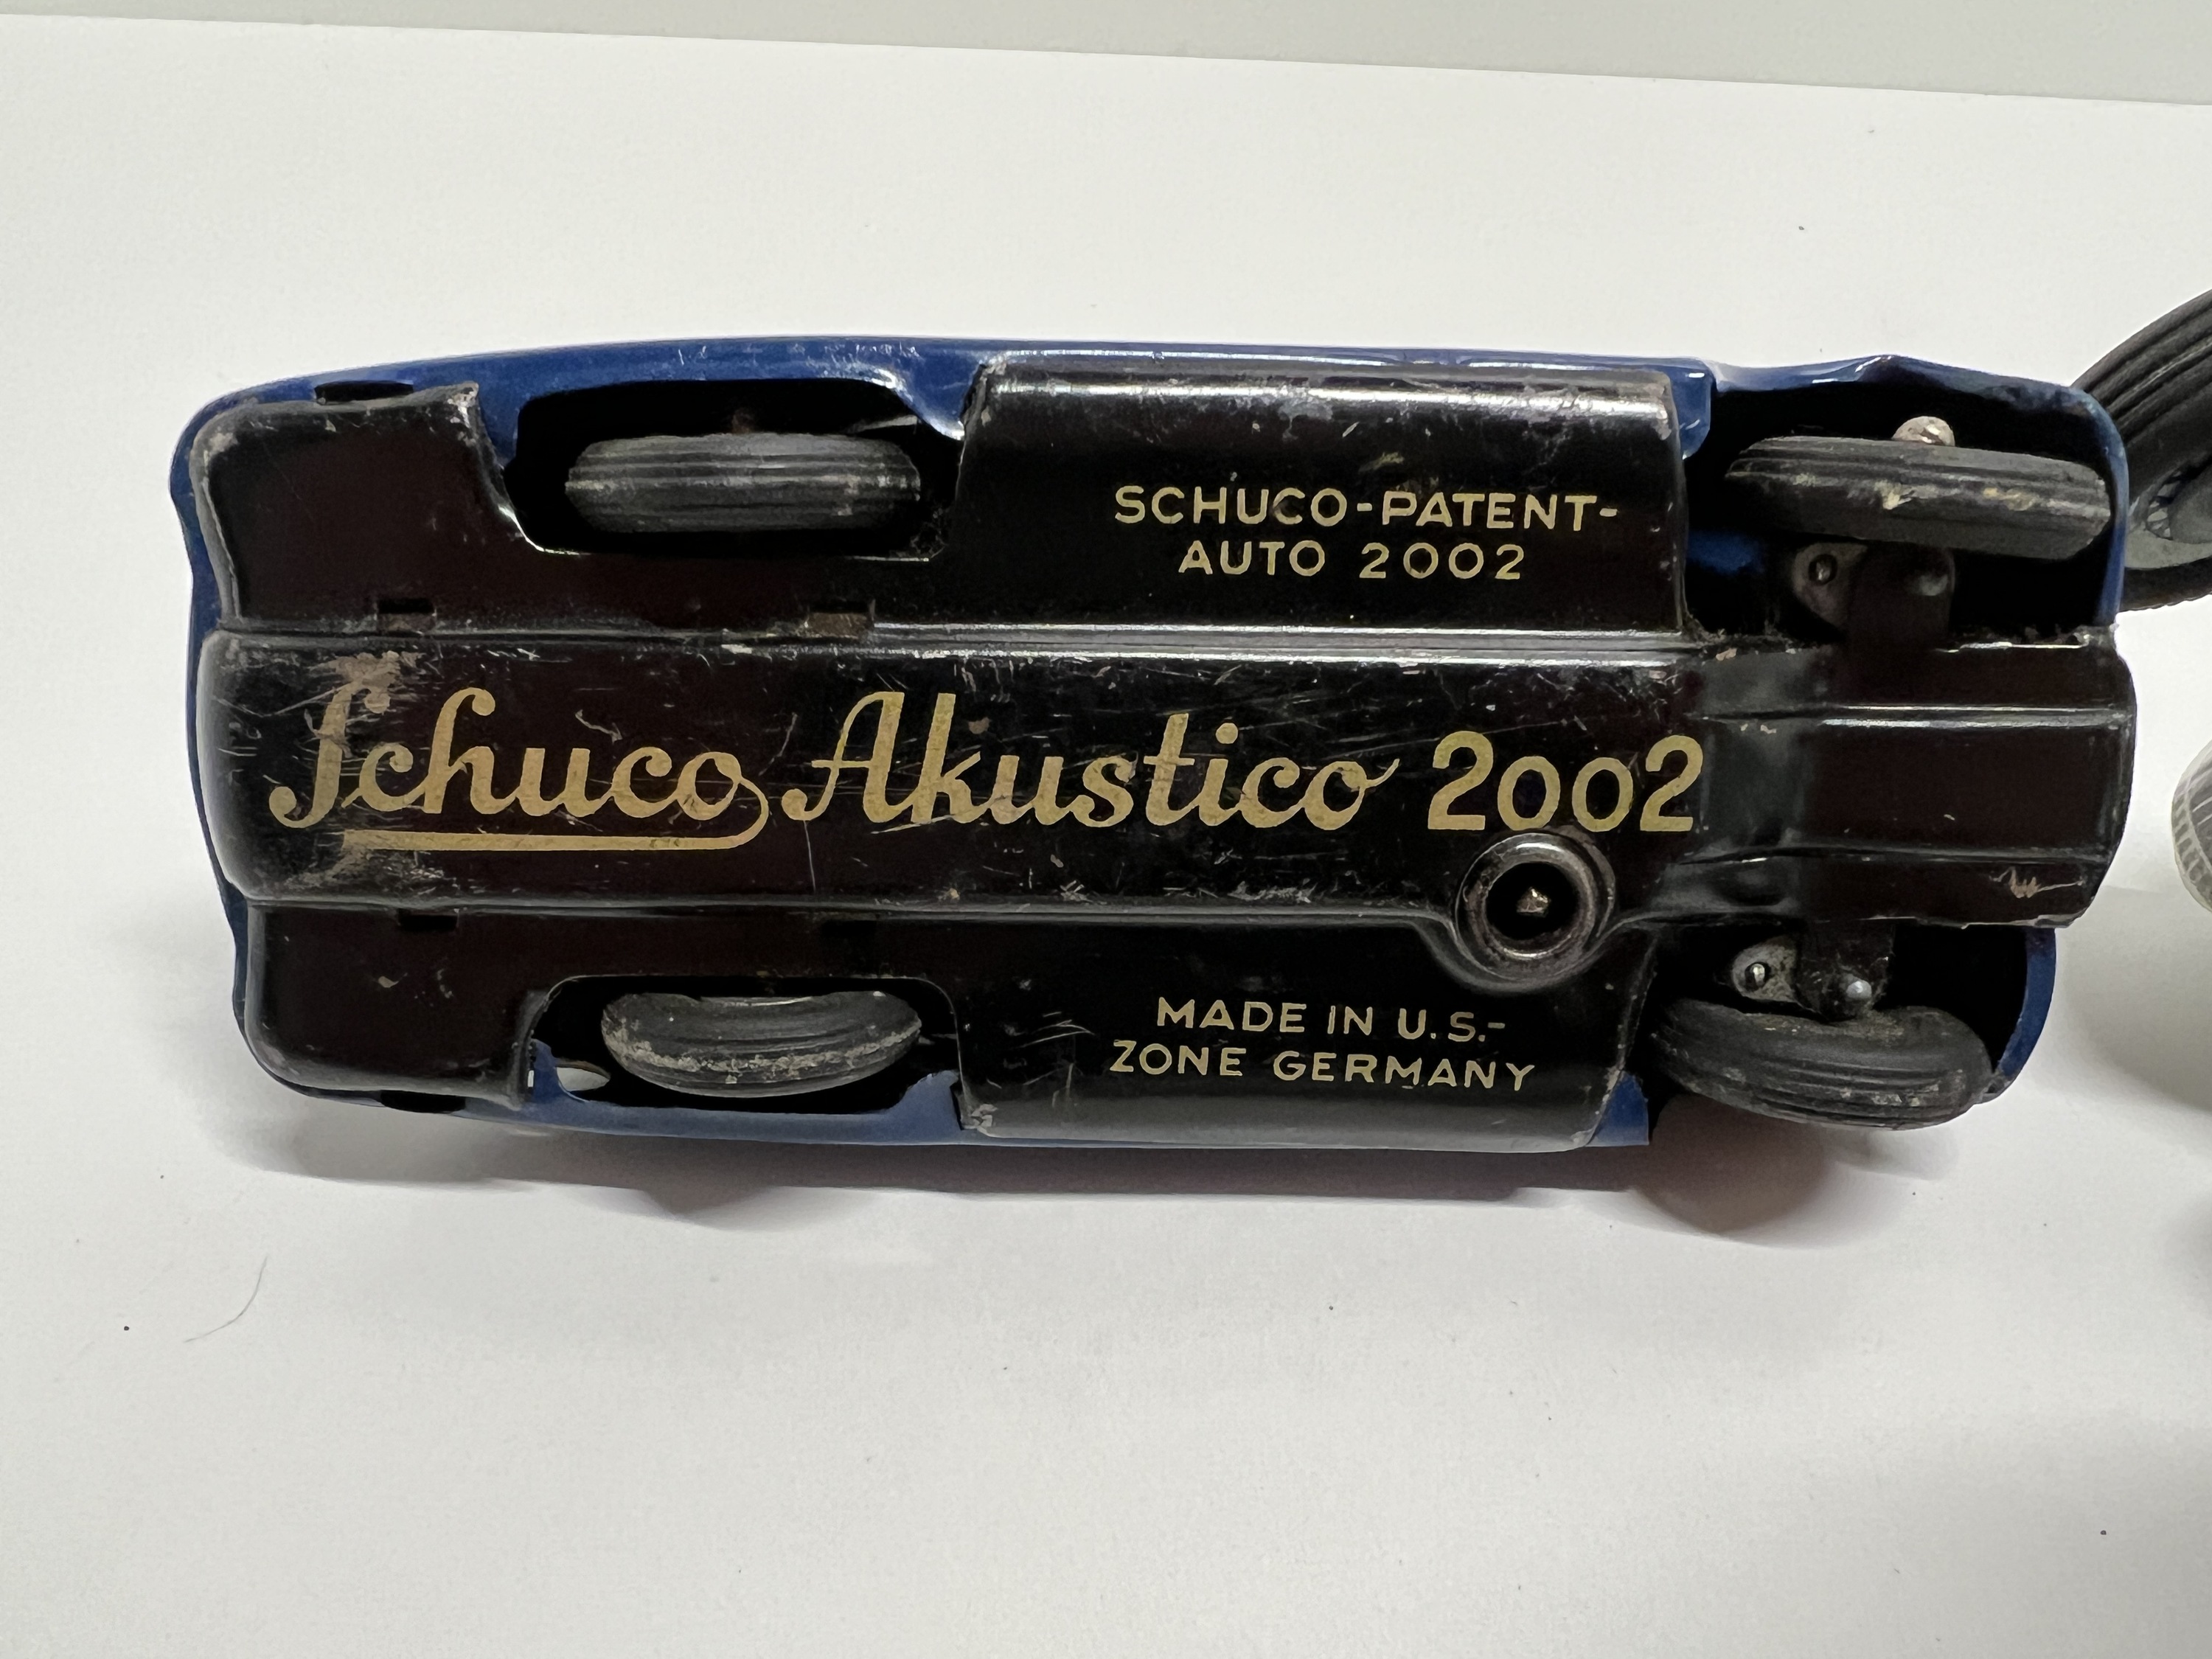 SCHUCO-PATENT-
AUTO 2002
Schuco Akustico 2002
MADE IN U.S.-
ZONE GERMANY